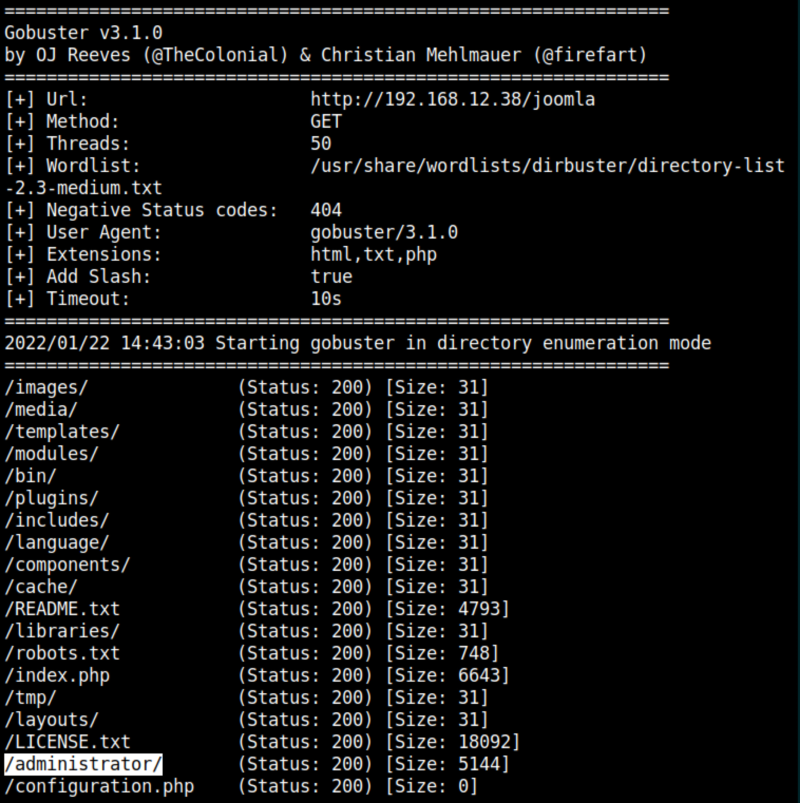 ===============================================================
Gobuster v3.1.0
by OJ Reeves (@TheColonial) & Christian Mehlmauer (@firefart)
===============================================================
[+] Url:                     http://192.168.12.38/joomla
[+] Method:                  GET
[+] Threads:                 50
[+] Wordlist:                /usr/share/wordlists/dirbuster/directory-list
-2.3-medium.txt
[+] Negative Status codes:   404
[+] User Agent:              gobuster/3.1.0
[+] Extensions:              html,txt,php
[+] Add Slash:               true
[+] Timeout:                 10s
===============================================================
2022/01/22 14:43:03 Starting gobuster in directory enumeration mode
===============================================================
/images/              (Status: 200) [Size: 31]
/media/               (Status: 200) [Size: 31]
/templates/           (Status: 200) [Size: 31]
/modules/             (Status: 200) [Size: 31]
/bin/                 (Status: 200) [Size: 31]
/plugins/             (Status: 200) [Size: 31]
/includes/            (Status: 200) [Size: 31]
/language/            (Status: 200) [Size: 31]
/components/          (Status: 200) [Size: 31]
/cache/               (Status: 200) [Size: 31]
/README.txt           (Status: 200) [Size: 4793]
/libraries/           (Status: 200) [Size: 31]
/robots.txt           (Status: 200) [Size: 748]
/index.php            (Status: 200) [Size: 6643]
/tmp/                 (Status: 200) [Size: 31]
/layouts/             (Status: 200) [Size: 31]
/LICENSE.txt          (Status: 200) [Size: 18092]
/administrator/       (Status: 200) [Size: 5144]
/configuration.php    (Status: 200) [Size: 0]